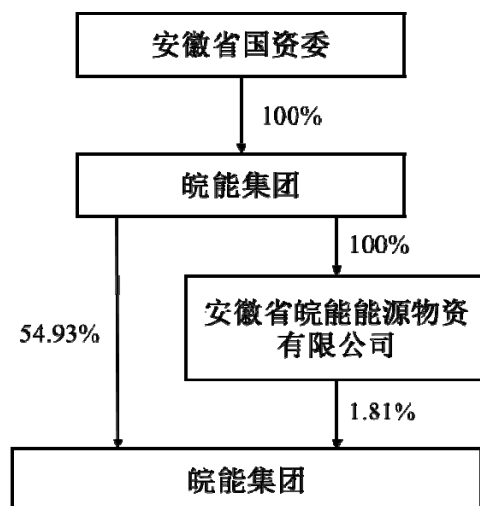 安徽省国资委
100%
皖能集团
100%
54.93%
安徽省皖能能源物资
有限公司
1.81%
皖能集团